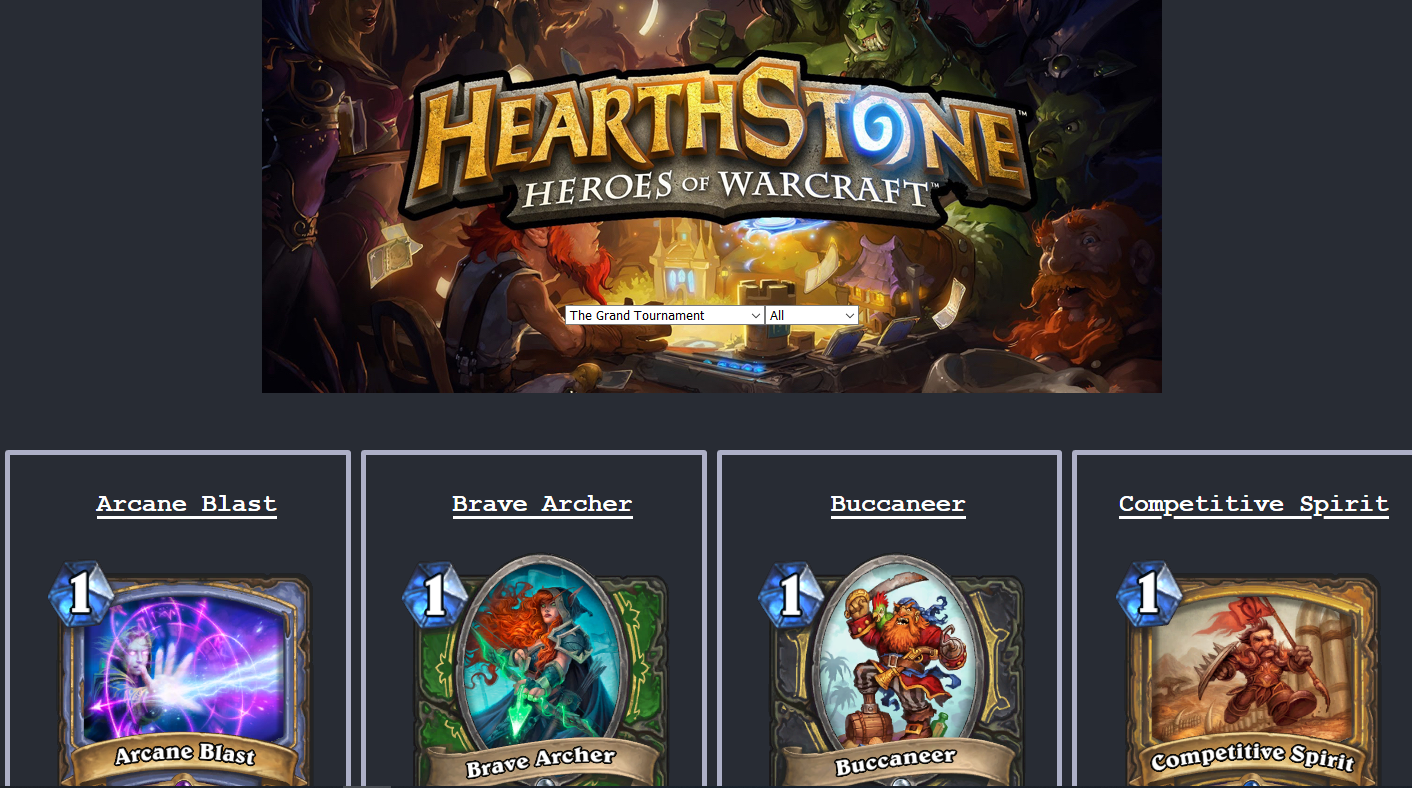 HEARTHSTONE™
HEROES OF WARCRAFT™
The Grand Tournament All
Arcane Blast Brave Archer Buccaneer Competitive Spirit
1 1 1 1
Arcane Blast Brave Archer Buccaneer Competitive Spirit